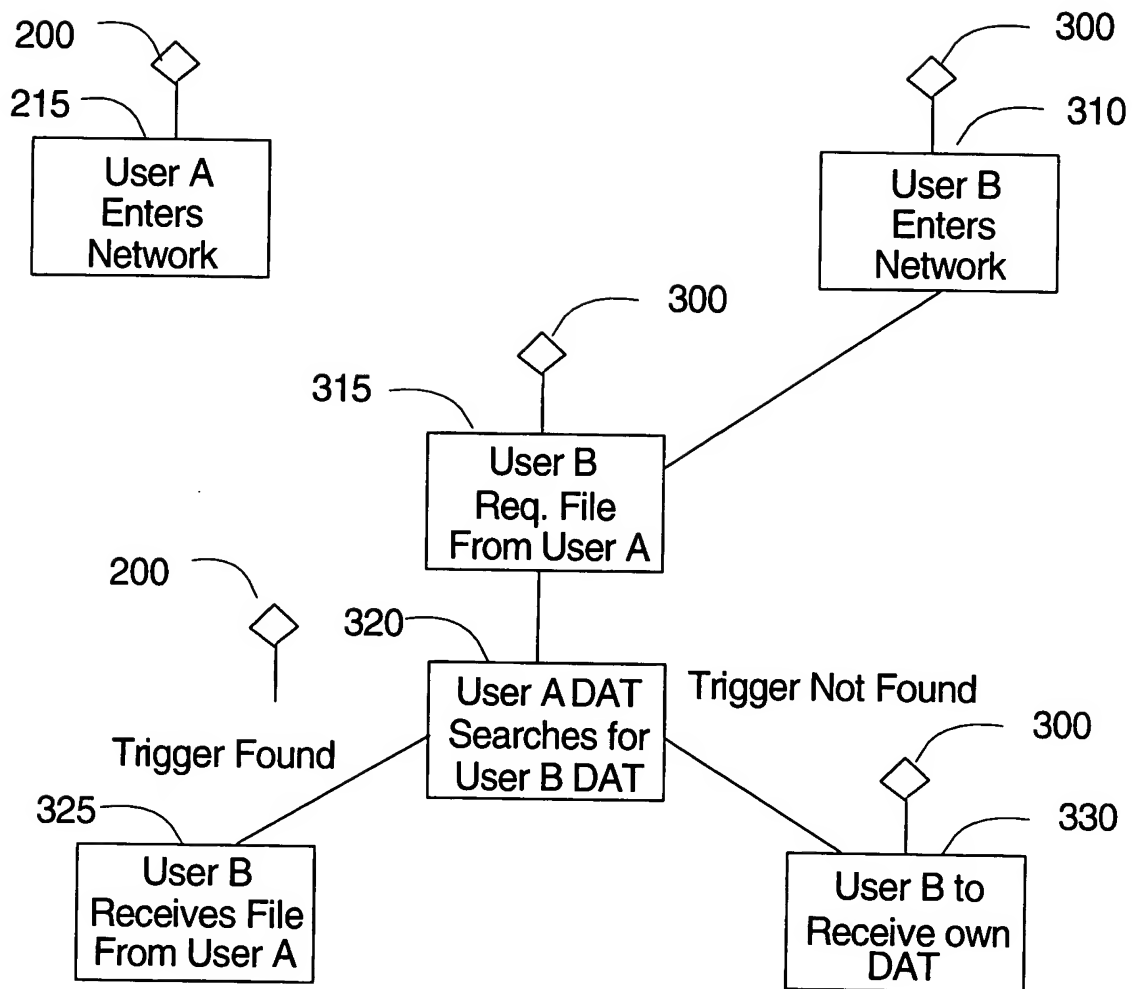 200
300
215
310
User A
Enters
Network
User B
Enters
Network
300
315
User B
Req. File
From User A
200
320
User A DAT
Searches for
User B DAT
Trigger Not Found
Trigger Found
300
325
330
User B
Receives File
From User A
User B to
Receive own
DAT